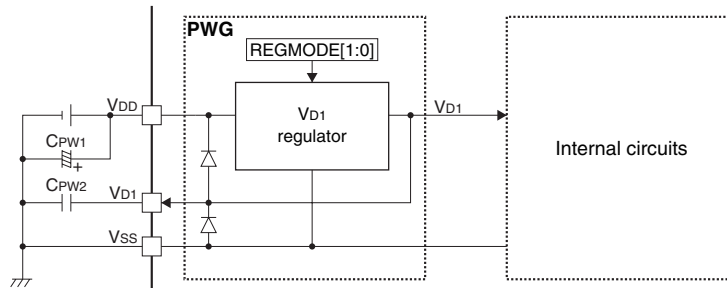 PWG
REGMODE[1:0]
VDD
VD1
regulator
VD1
Internal circuits
CPW1
+
CPW2
VD1
VSS